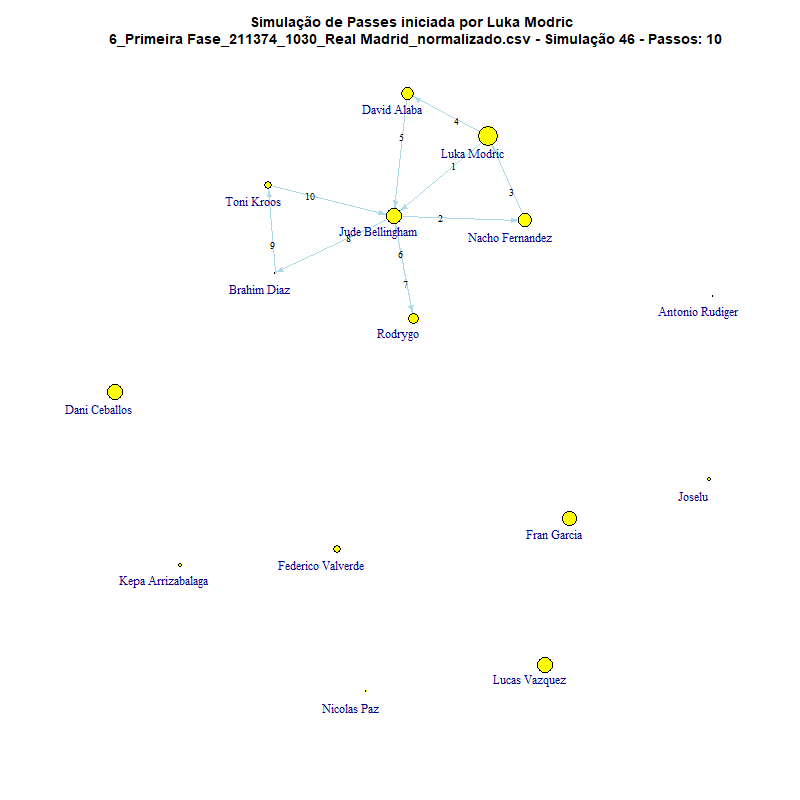 Simulação de Passes iniciada por Luka Modric
6_Primeira Fase_211374_1030_Real Madrid_normalizado.csv - Simulação 46 - Passos: 10
David Alaba
4
5
Luka Modric
1
3
Toni Kroos
10
Jude Bellingham
2
Nacho Fernandez
8
9
6
7
Brahim Diaz
Rodrygo
Antonio Rudiger
Dani Ceballos
Joselu
Fran Garcia
Federico Valverde
Kepa Arrizabalaga
Lucas Vazquez
Nicolas Paz